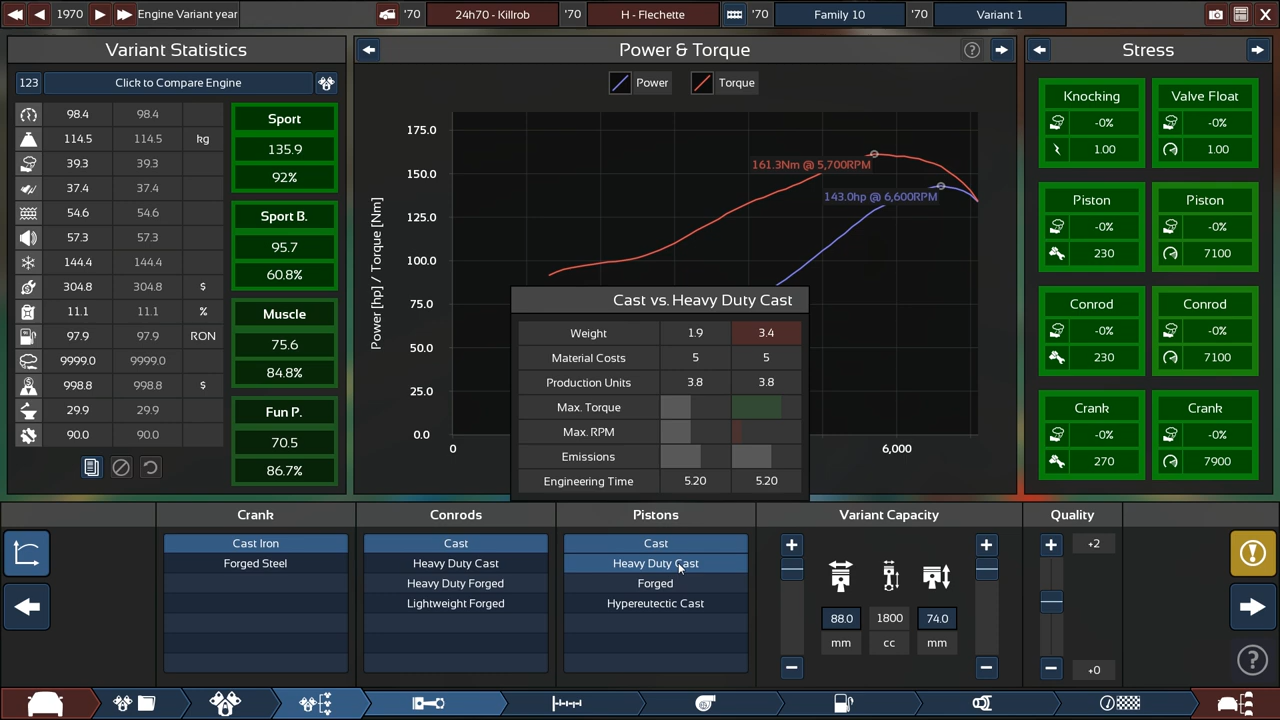 1970 Engine Variant year '70 24h70 - Killrob '70 H - Flechette '70 Family 10 '70 Variant 1
Variant Statistics
123 Click to Compare Engine
98.4 98.4
114.5 114.5 kg
39.3 39.3
37.4 37.4
54.6 54.6
57.3 57.3
144.4 144.4
304.8 304.8 $
11.1 11.1 %
97.9 97.9 RON
9999.0 9999.0
998.8 998.8 $
29.9 29.9
90.0 90.0
Sport
135.9
92%
Sport B.
95.7
60.8%
Muscle
75.6
84.8%
Fun P.
70.5
86.7%
Power & Torque
?
Power Torque
Power [hp] / Torque [Nm]
175.0
150.0
125.0
100.0
75.0
50.0
25.0
0.0
0 6,000
161.3Nm @ 5,700RPM
143.0hp @ 6,600RPM
Cast vs. Heavy Duty Cast
Weight 1.9 3.4
Material Costs 5 5
Production Units 3.8 3.8
Max. Torque
Max. RPM
Emissions
Engineering Time 5.20 5.20
Stress
Knocking
-0%
1.00
Valve Float
-0%
1.00
Piston
-0%
230
Piston
-0%
7100
Conrod
-0%
230
Conrod
-0%
7100
Crank
-0%
270
Crank
-0%
7900
Crank
Cast Iron
Forged Steel
Conrods
Cast
Heavy Duty Cast
Heavy Duty Forged
Lightweight Forged
Pistons
Cast
Heavy Duty Cast
Forged
Hypereutectic Cast
Variant Capacity
88.0 1800 74.0
mm cc mm
Quality
+2
+0
?